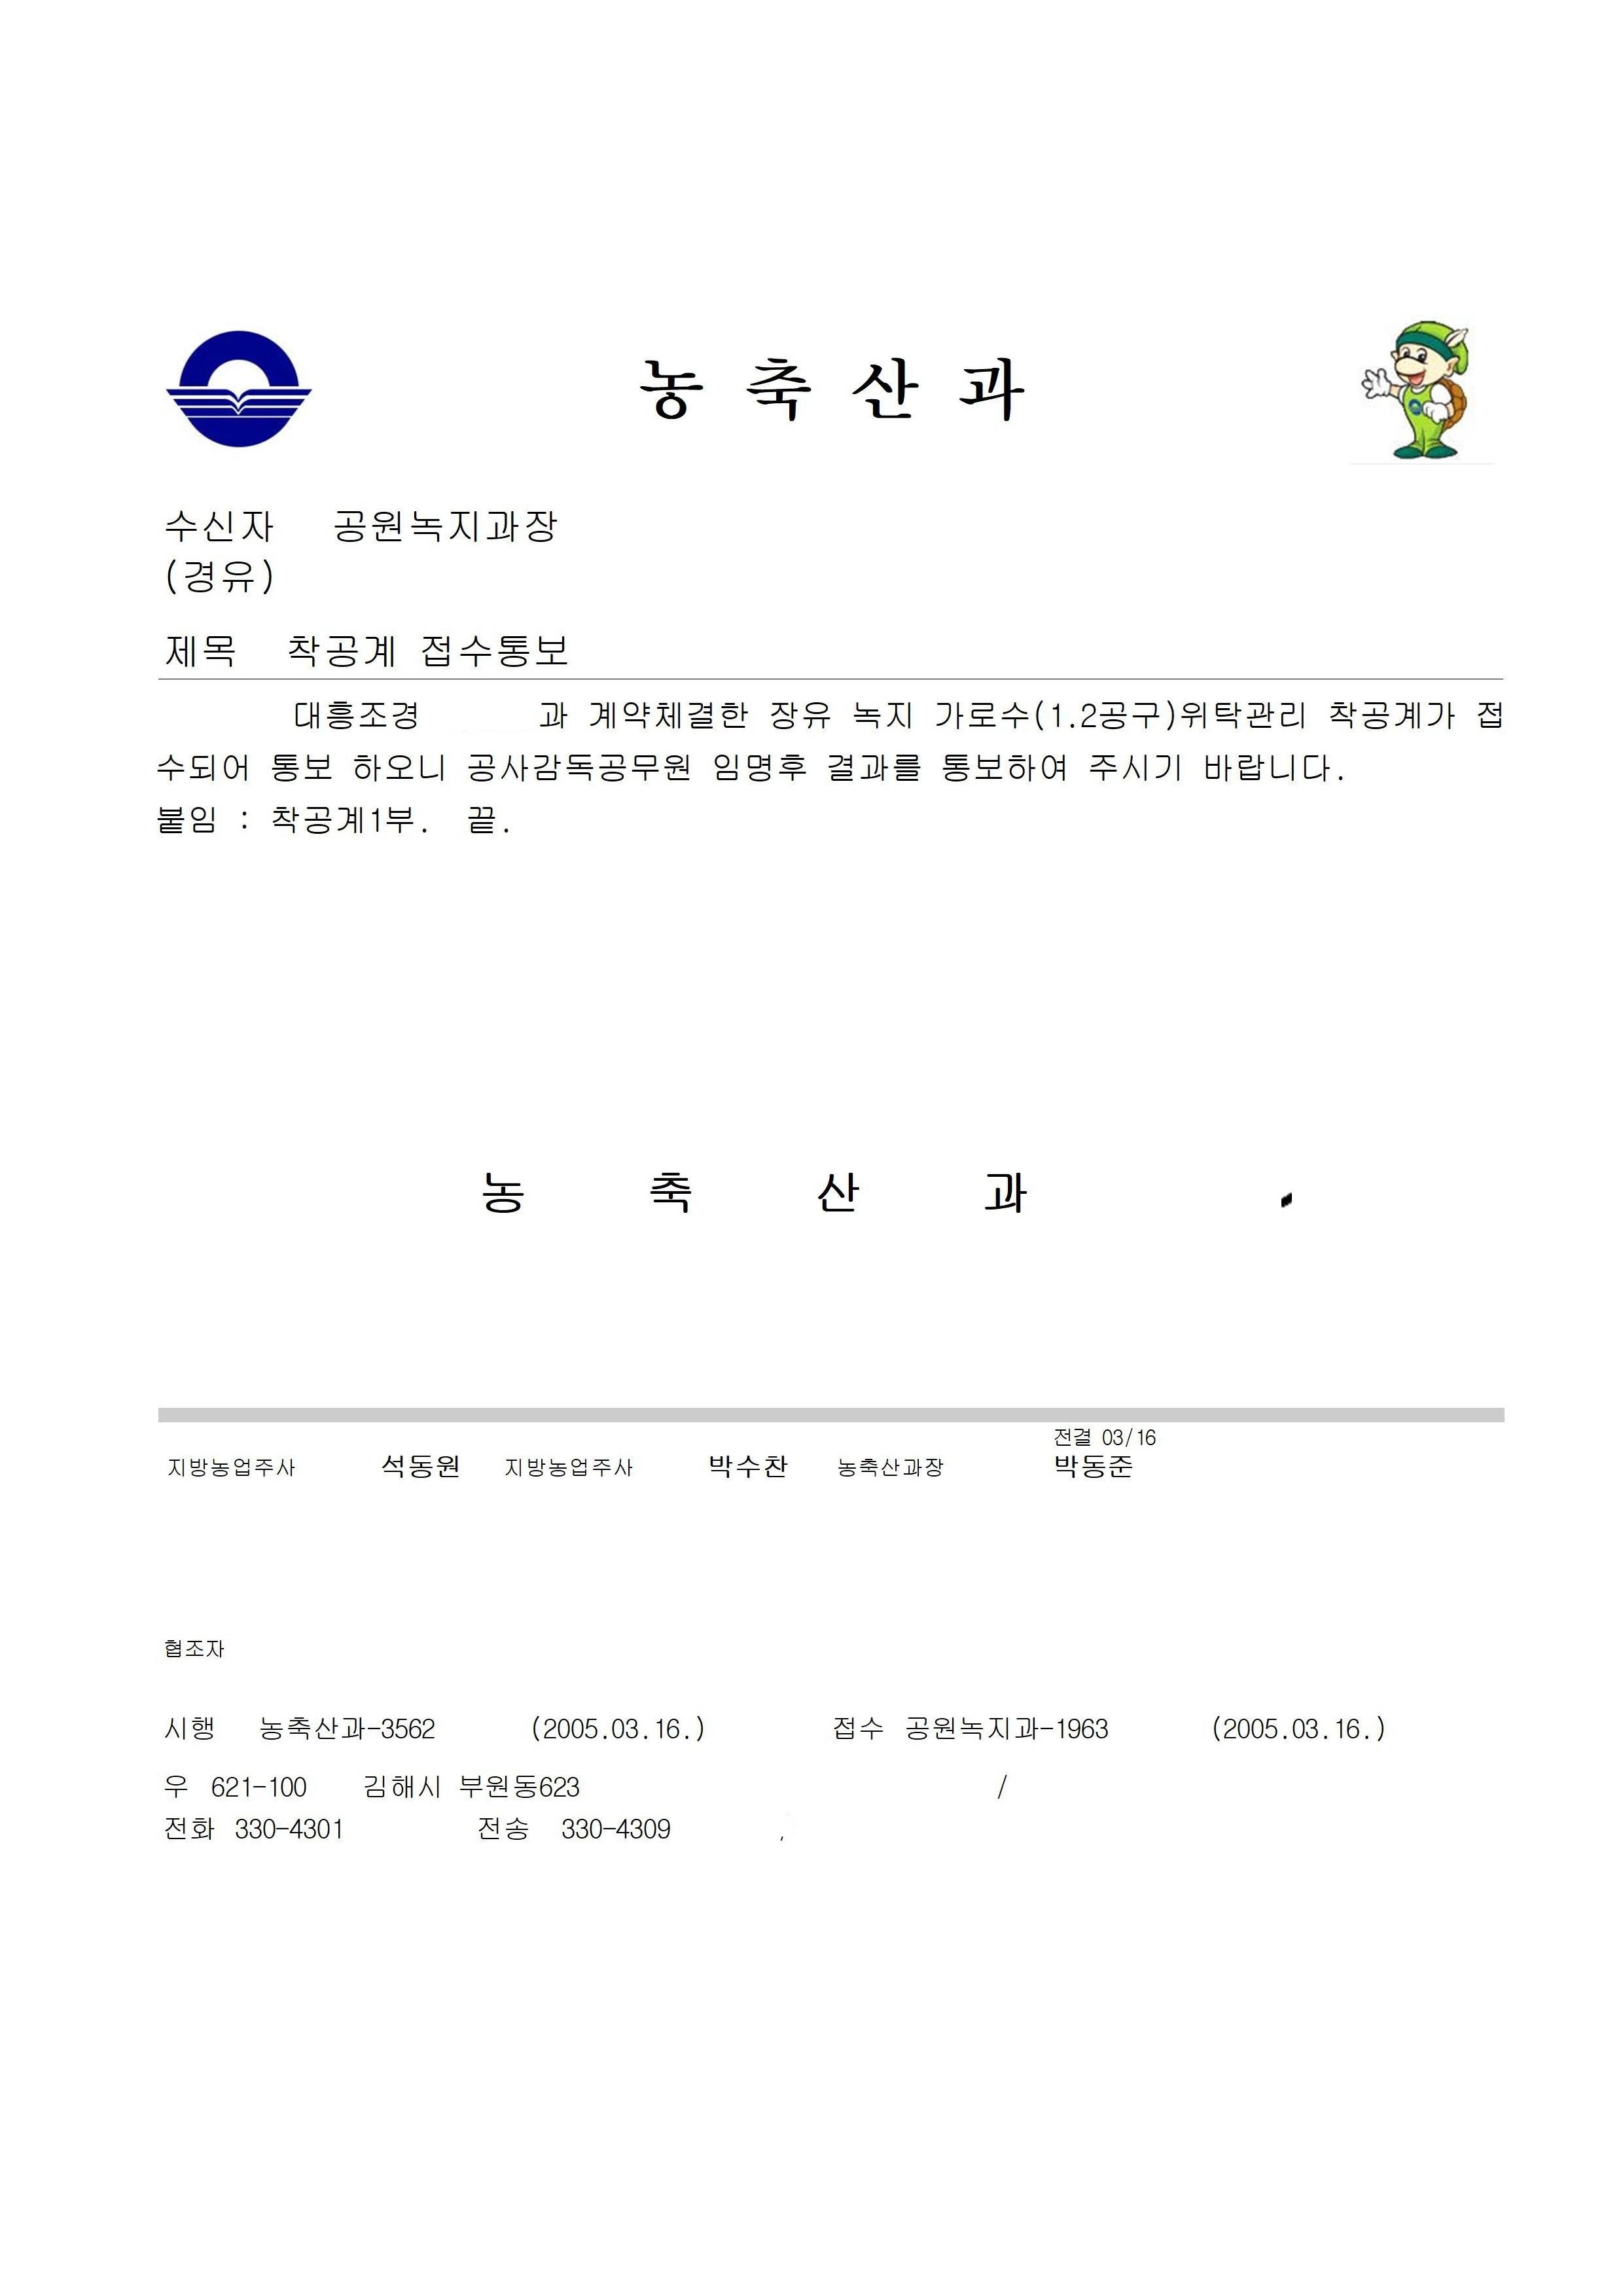 농 축 산 과
수신자 공원녹지과장
(경유)
제목 착공계 접수통보
대흥조경 과 계약체결한 장유 녹지 가로수(1.2공구)위탁관리 착공계가 접
수되어 통보 하오니 공사감독공무원 임명후 결과를 통보하여 주시기 바랍니다.
붙임 : 착공계1부. 끝.
농 축 산 과
전결 03/16
지방농업주사 석동원 지방농업주사 박수찬 농축산과장 박동준
협조자
시행 농축산과-3562 (2005.03.16.) 접수 공원녹지과-1963 (2005.03.16.)
우 621-100 김해시 부원동623 /
전화 330-4301 전송 330-4309